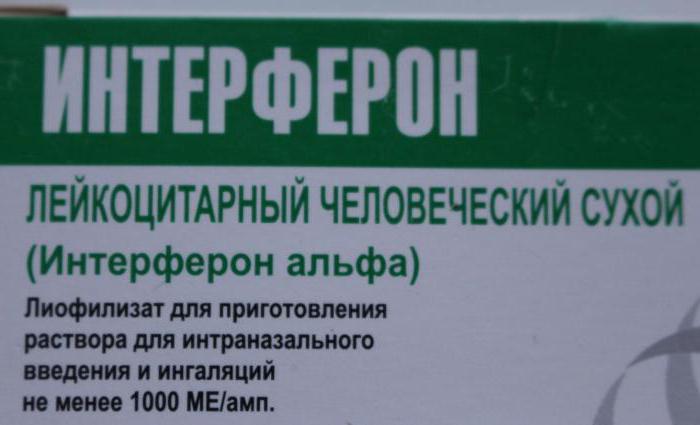 ИНТЕРФЕРОН
ЛЕЙКОЦИТАРНЫЙ ЧЕЛОВЕЧЕСКИЙ СУХОЙ
(Интерферон альфа)
Лиофилизат для приготовления
раствора для интраназального
введения и ингаляций
не менее 1000 МЕ/амп.